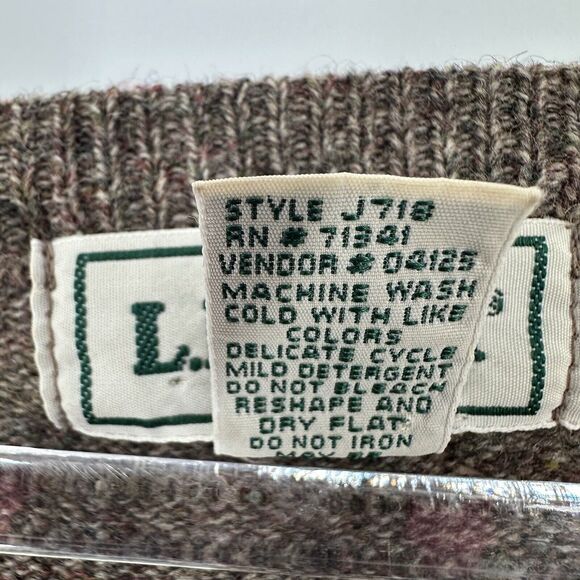 STYLE J718
RN # 71341
VENDOR # 04125
MACHINE WASH
COLD WITH LIKE
COLORS
DELICATE CYCLE
MILD DETERGENT
DO NOT BLEACH
RESHAPE AND
DRY FLAT
DO NOT IRON
L.
®